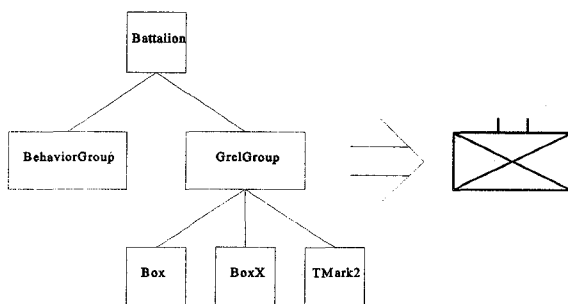 Battalion
BehaviorGroup
GrelGroup
Box
BoxX
TMark2